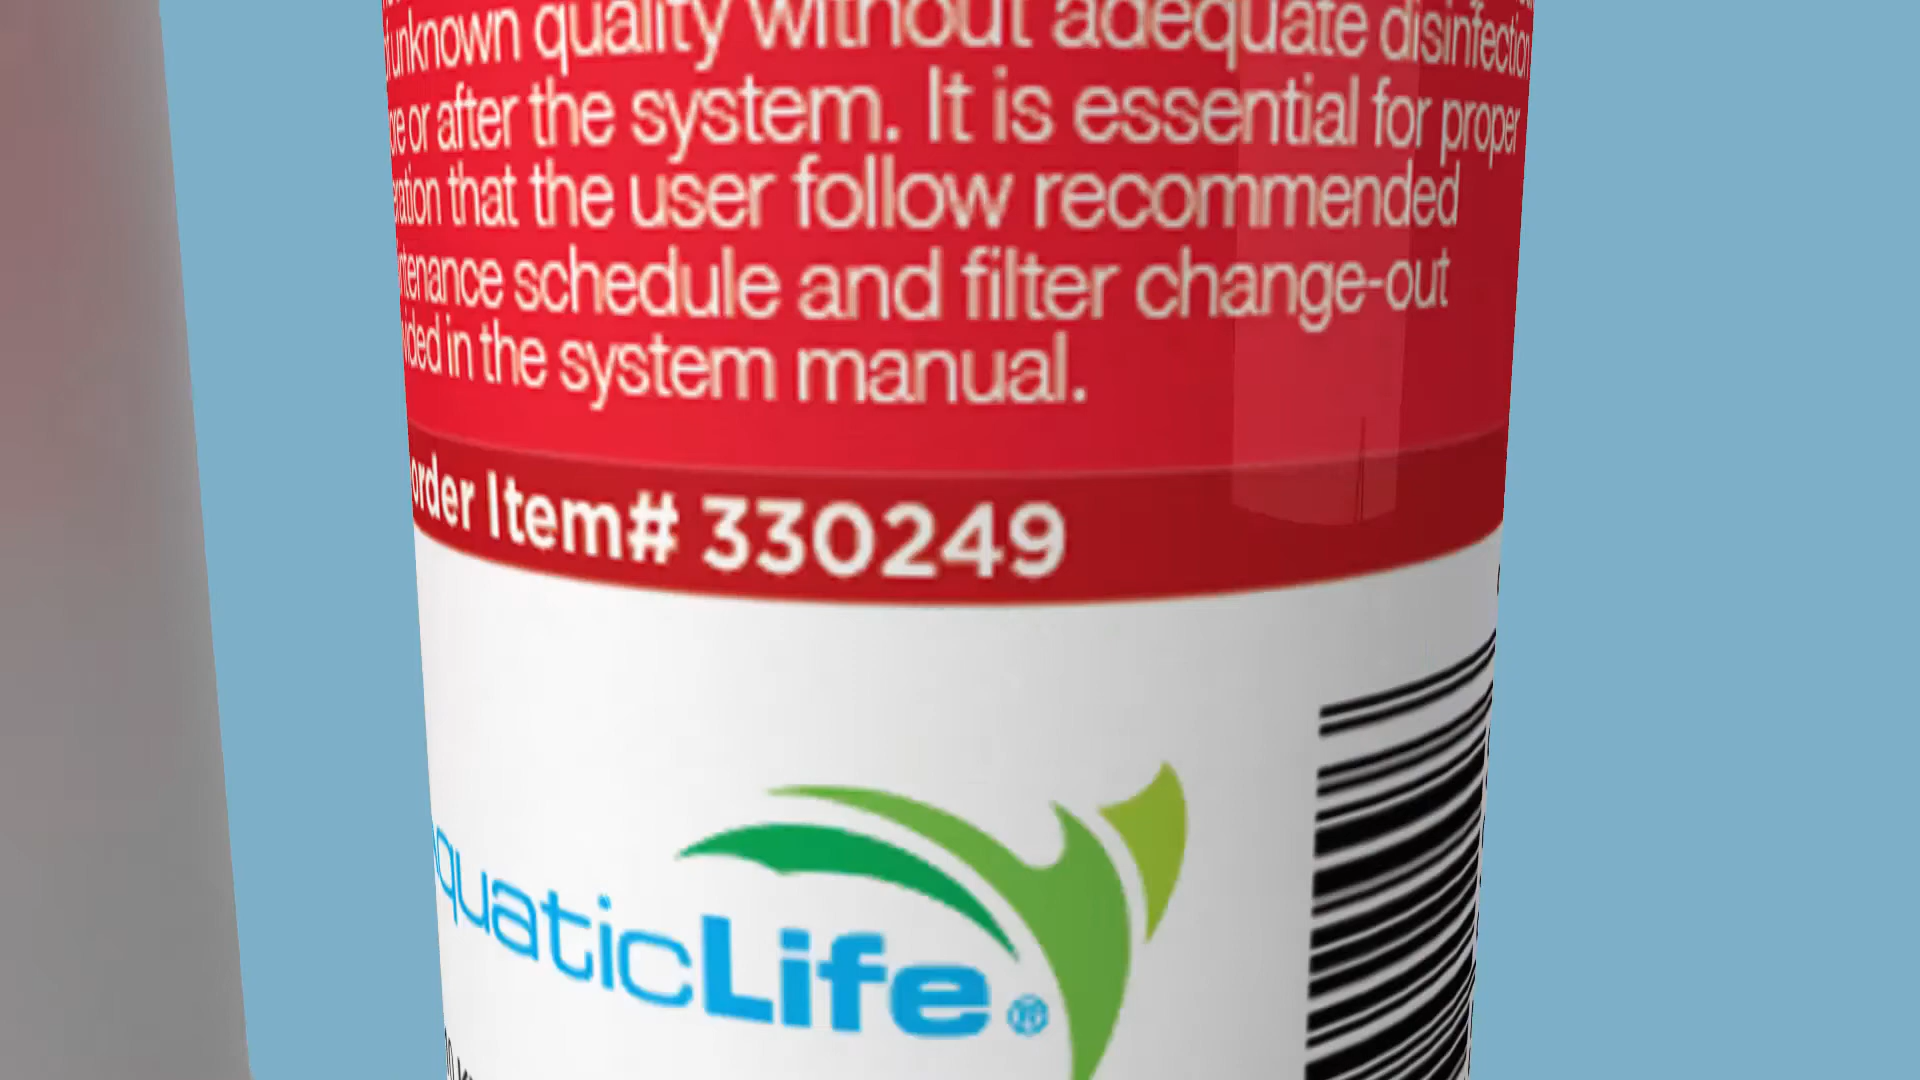 unknown quality without adequate disinfection
or after the system. It is essential for proper
that the user follow recommended
schedule and filter change-out
in the system manual.
Item# 330249
aquaticLife®